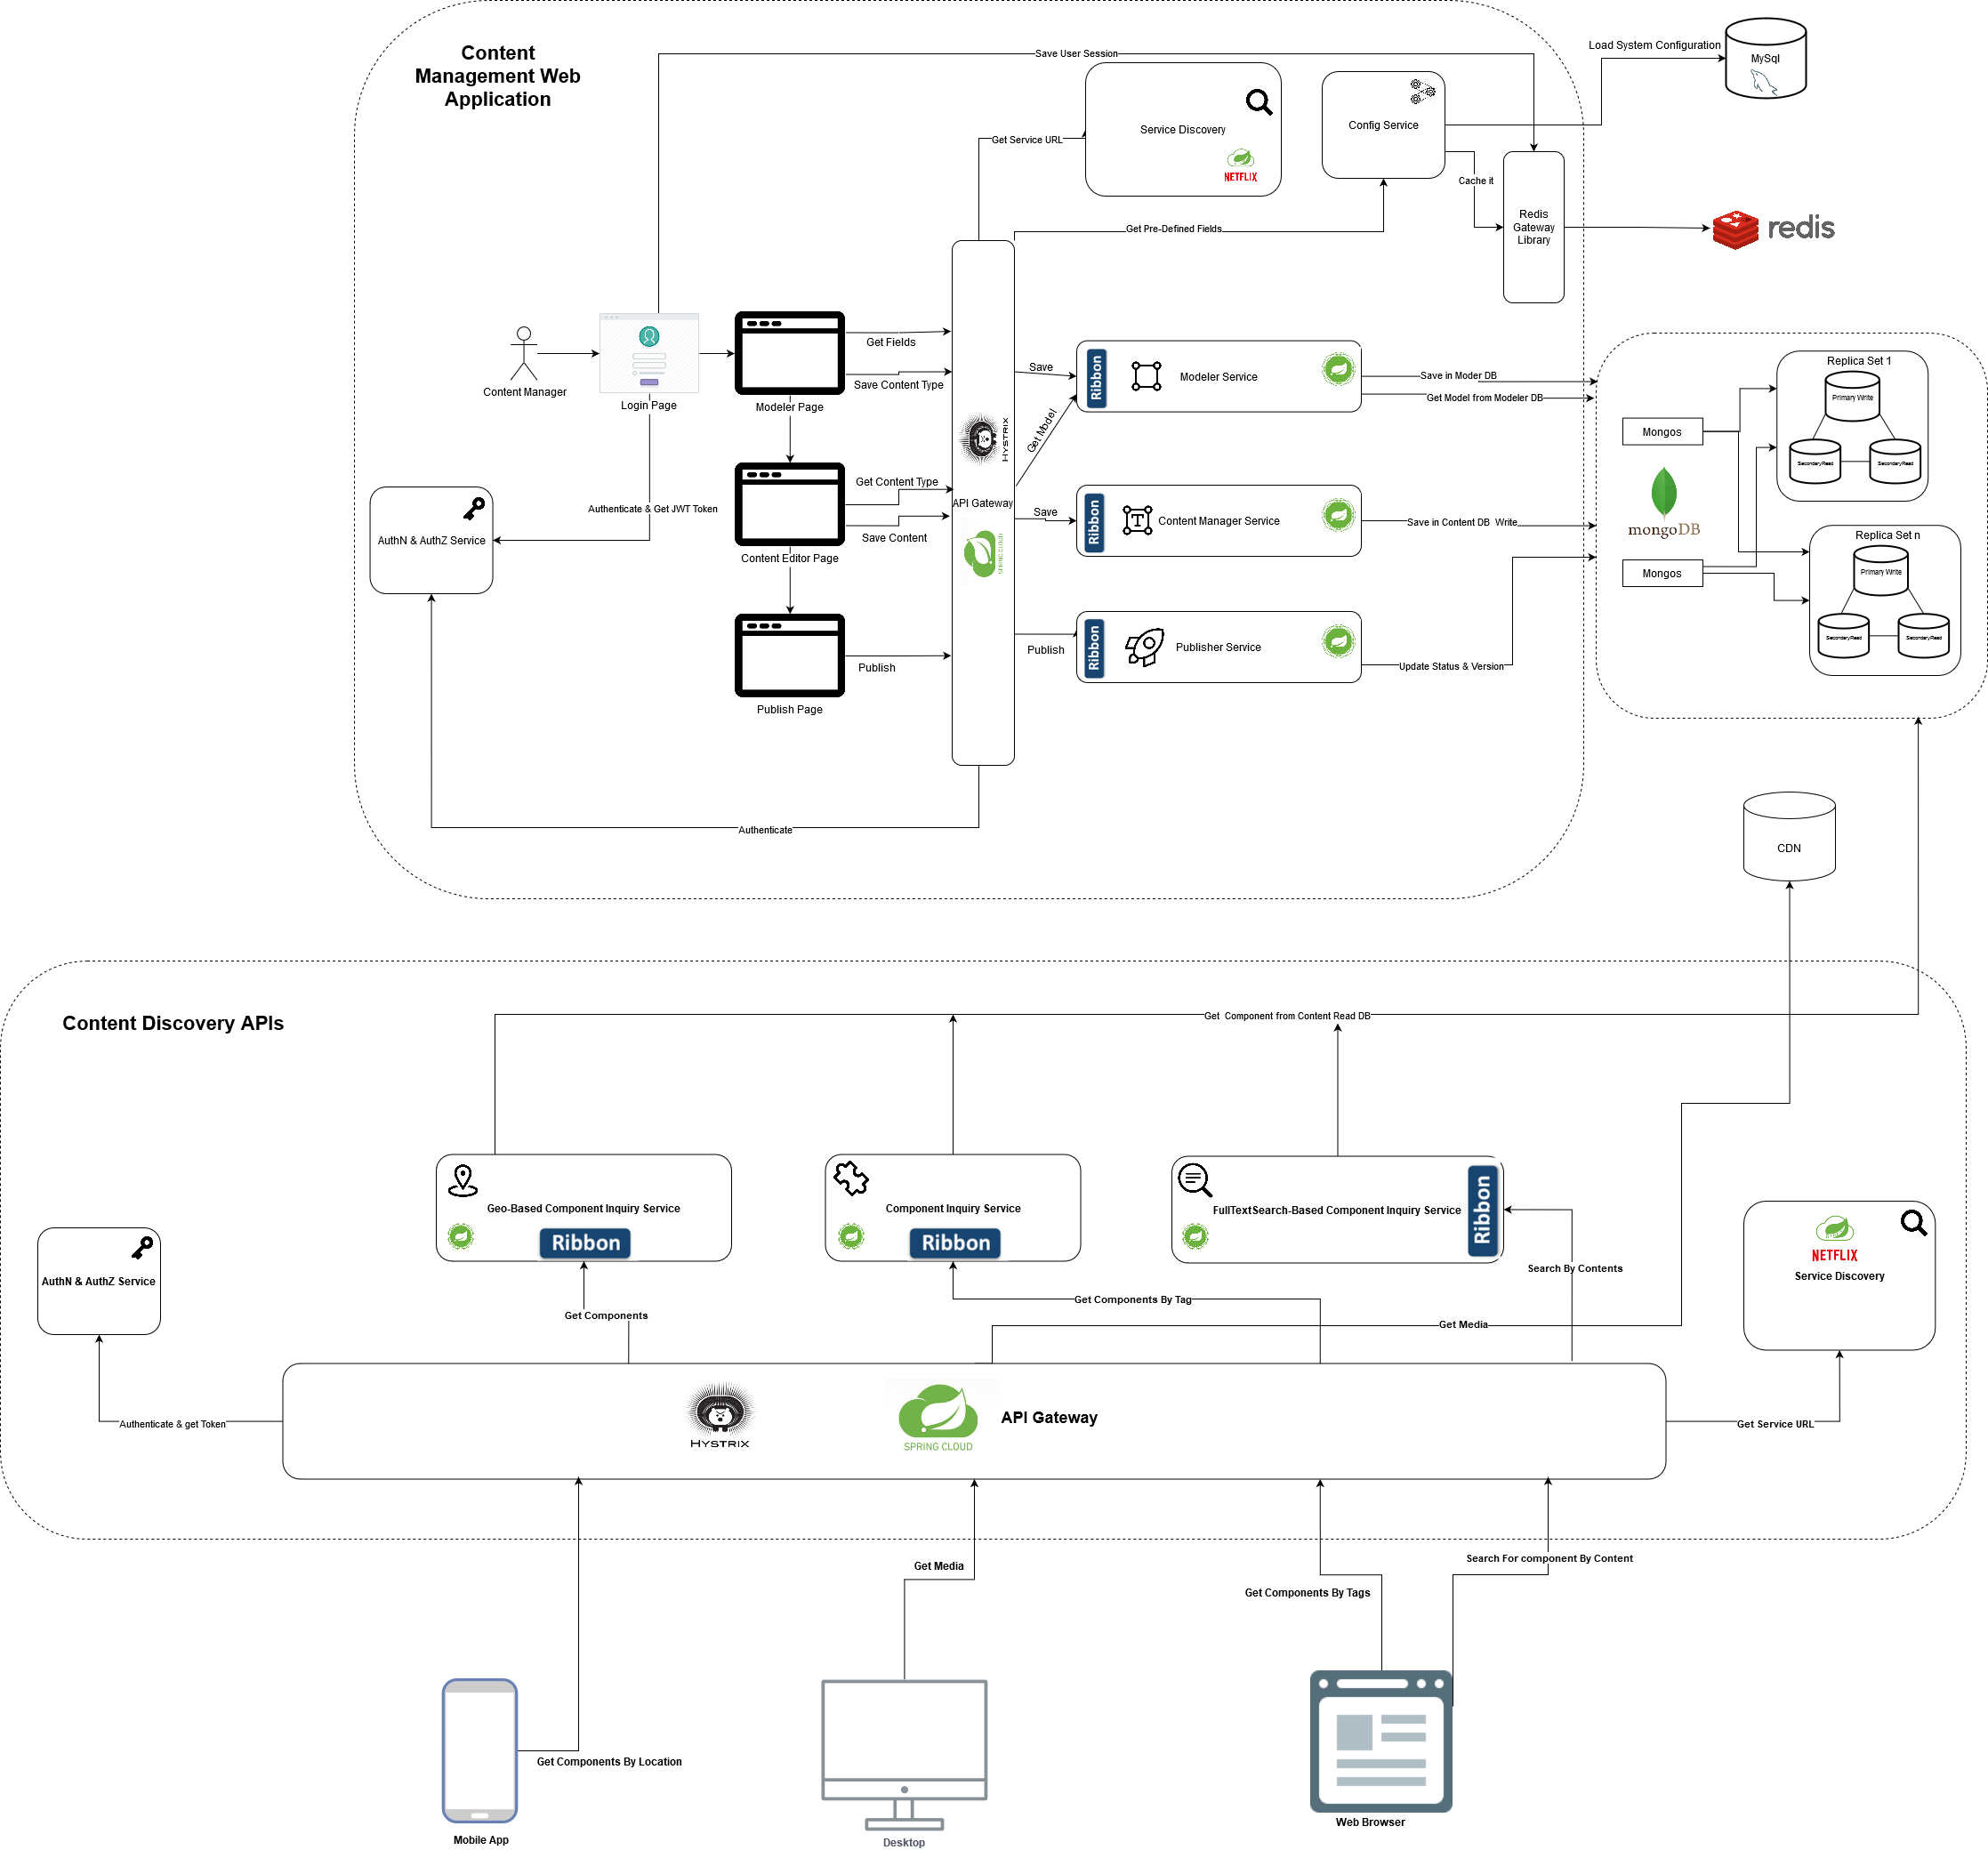 Content
Management Web
Application
Save User Session
Load System Configuration
MySql
Service Discovery
NETFLIX
Config Service
Get Service URL
Cache it
Redis
Gateway
Library
redis
Get Pre-Defined Fields
Content Manager
Login Page
Modeler Page
Get Fields
Save Content Type
Save
Ribbon
Modeler Service
Save in Moder DB
Get Model from Modeler DB
Get Model
HYSTRIX
API Gateway
SPRING CLOUD
Replica Set 1
Primary Write
SecondaryRead
SecondaryRead
Mongos
mongoDB
Mongos
Replica Set n
Primary Write
SecondaryRead
SecondaryRead
Authenticate & Get JWT Token
AuthN & AuthZ Service
Get Content Type
Save Content
Content Editor Page
Save
Ribbon
Content Manager Service
Save in Content DB  Write
Publish
Publish Page
Publish
Ribbon
Publisher Service
Update Status & Version
Authenticate
CDN
Content Discovery APIs
Get  Component from Content Read DB
Geo-Based Component Inquiry Service
Ribbon
Component Inquiry Service
Ribbon
FullTextSearch-Based Component Inquiry Service
Ribbon
AuthN & AuthZ Service
NETFLIX
Service Discovery
Get Components
Get Components By Tag
Search By Contents
Get Media
Authenticate & get Token
HYSTRIX
SPRING CLOUD
API Gateway
Get Service URL
Get Media
Get Components By Tags
Search For component By Content
Get Components By Location
Mobile App
Desktop
Web Browser